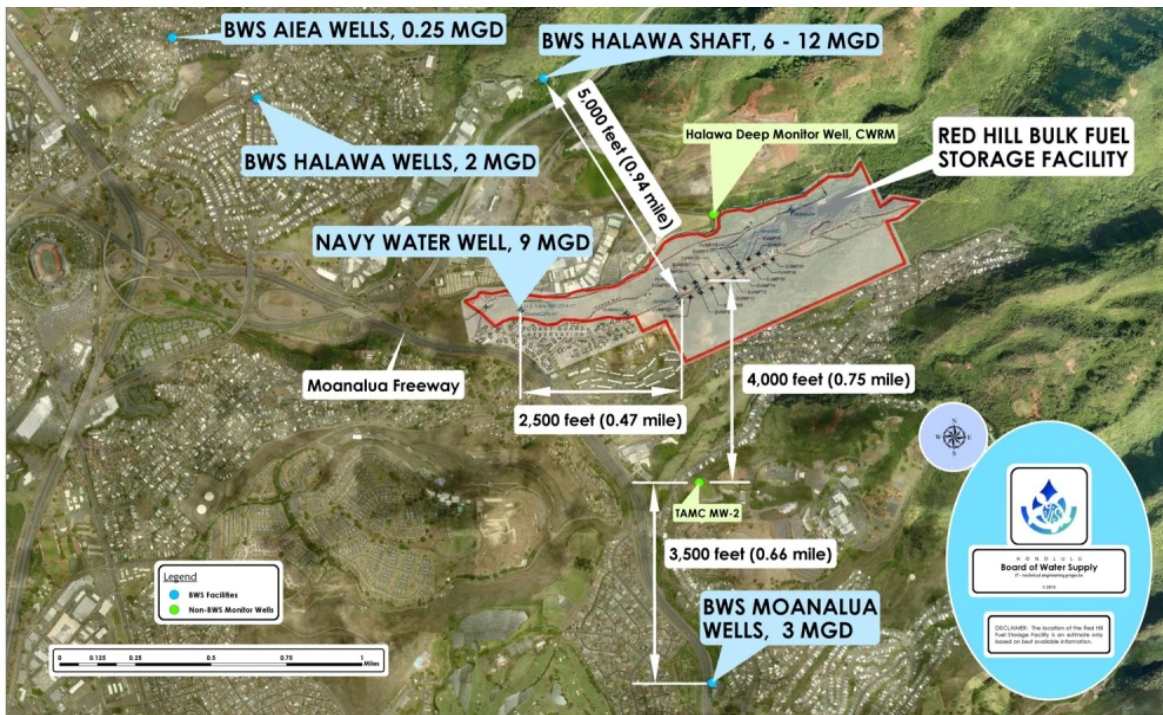 BWS AIEA WELLS, 0.25 MGD
BWS HALAWA SHAFT, 6 - 12 MGD
BWS HALAWA WELLS, 2 MGD
5,000 feet (0.94 mile)
Halawa Deep Monitor Well, CWRM
RED HILL BULK FUEL
STORAGE FACILITY
NAVY WATER WELL, 9 MGD
COAST GUARD
RESERVATION
Moanalua Freeway
2,500 feet (0.47 mile)
4,000 feet (0.75 mile)
N
W
E
S
TAMC MW-2
3,500 feet (0.66 mile)
BWS MOANALUA
WELLS, 3 MGD
Legend
BWS Facilities
Non-BWS Monitor Wells
0
0.125
0.25
0.5
0.75
1
Miles
HONOLULU
Board of Water Supply
DISCLAIMER: The location of the Red Hill
Fuel Storage Facility is an estimate only
based on best available information.